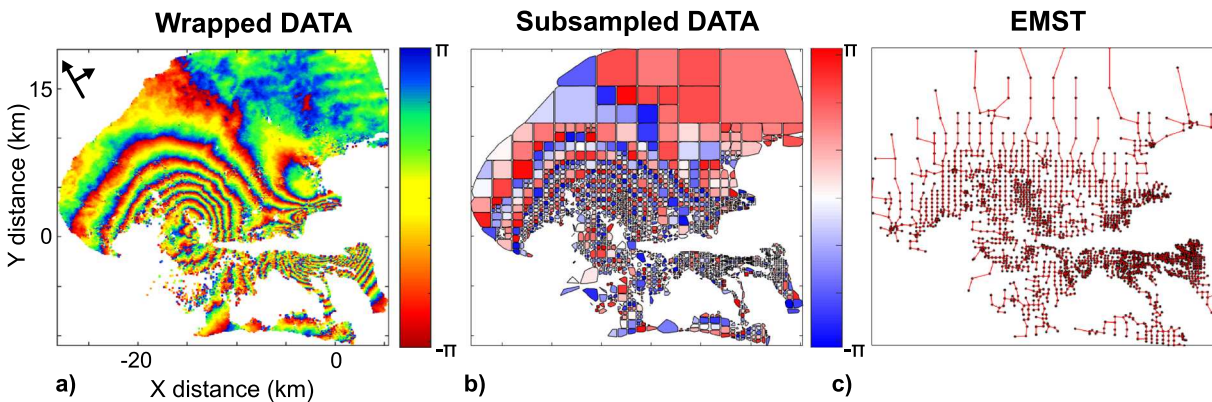 Wrapped DATA
Subsampled DATA
EMST
π
-π
π
-π
15
0
Y distance (km)
-20
0
X distance (km)
a)
b)
c)